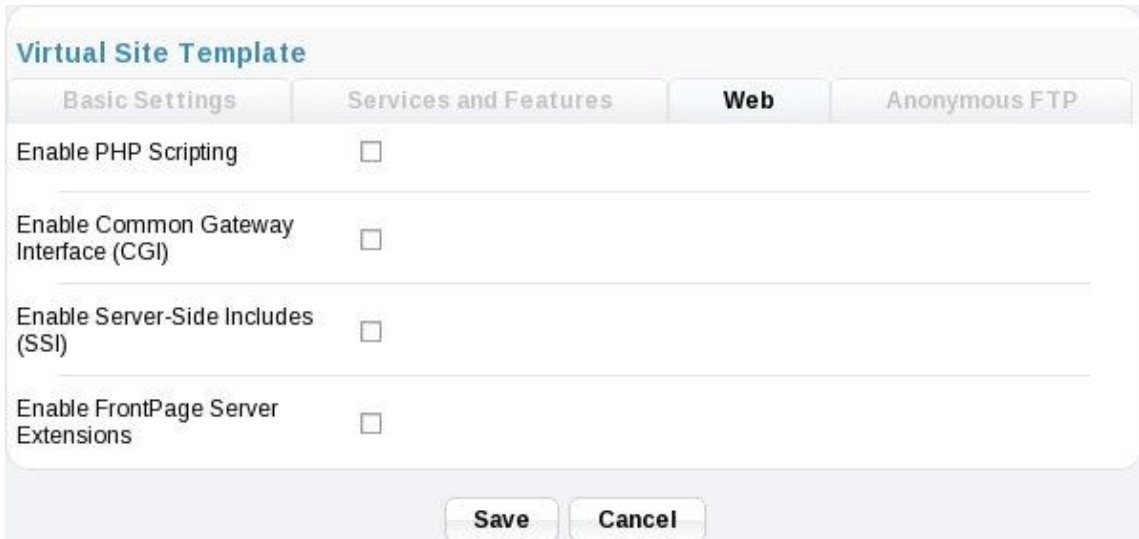 Virtual Site Template
Basic Settings Services and Features Web Anonymous FTP
Enable PHP Scripting
Enable Common Gateway
Interface (CGI)
Enable Server-Side Includes
(SSI)
Enable FrontPage Server
Extensions
Save Cancel